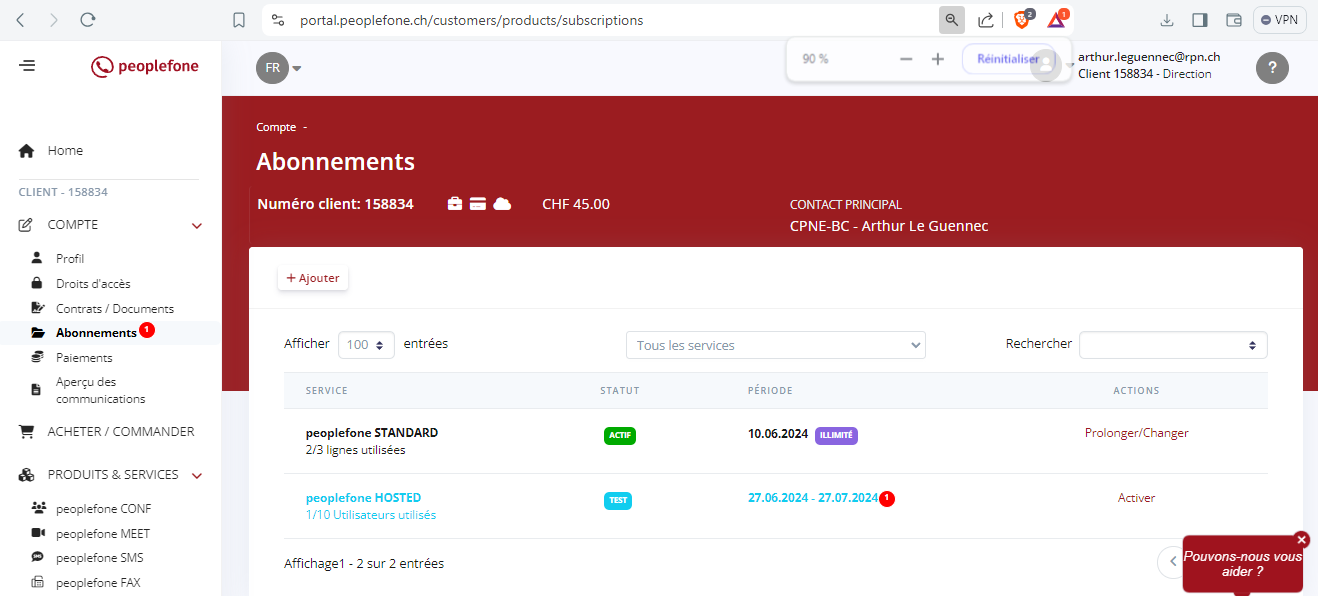 portal.peoplefone.ch/customers/products/subscriptions
2
1
VPN
peoplefone
FR
90 %
Réinitialiser
arthur.leguennec@rpn.ch
Client 158834 - Direction
?
Home
CLIENT - 158834
COMPTE
Profil
Droits d'accès
Contrats / Documents
Abonnements 1
Paiements
Aperçu des
communications
ACHETER / COMMANDER
PRODUITS & SERVICES
peoplefone CONF
peoplefone MEET
SMS
peoplefone SMS
peoplefone FAX
Compte -
Abonnements
Numéro client: 158834
CHF 45.00
CONTACT PRINCIPAL
CPNE-BC - Arthur Le Guennec
+ Ajouter
Afficher 100 entrées
Tous les services
Rechercher
SERVICE STATUT PÉRIODE ACTIONS
peoplefone STANDARD ACTIF 10.06.2024 ILLIMITÉ Prolonger/Changer
2/3 lignes utilisées
peoplefone HOSTED TEST 27.06.2024 - 27.07.2024 1 Activer
1/10 Utilisateurs utilisés
Affichage1 - 2 sur 2 entrées
Pouvons-nous vous
aider ?